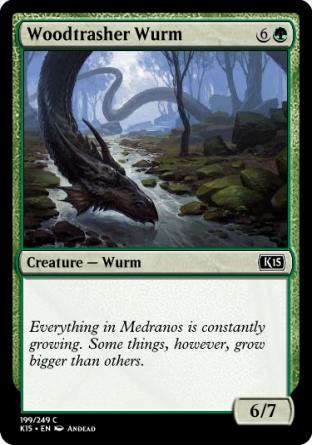 Woodtrasher Wurm 6
Creature — Wurm K15
Everything in Medranos is constantly
growing. Some things, however, grow
bigger than others.
199/249 C
K15 • EN ANDEAD
6/7